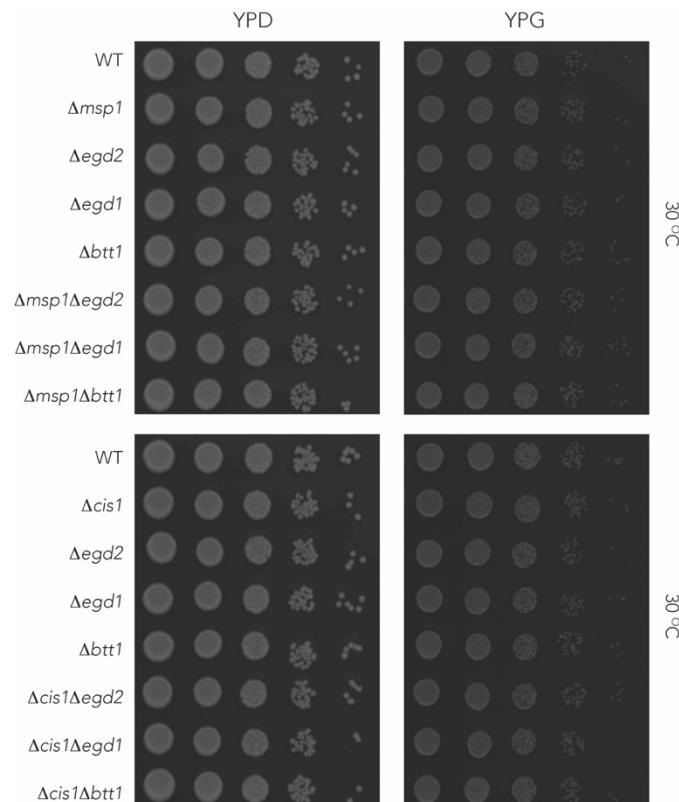 YPD YPG
WT
Δmsp1
Δegd2
Δegd1
Δbtt1
Δmsp1Δegd2
Δmsp1Δegd1
Δmsp1Δbtt1
30 °C
WT
Δcis1
Δegd2
Δegd1
Δbtt1
Δcis1Δegd2
Δcis1Δegd1
Δcis1Δbtt1
30 °C